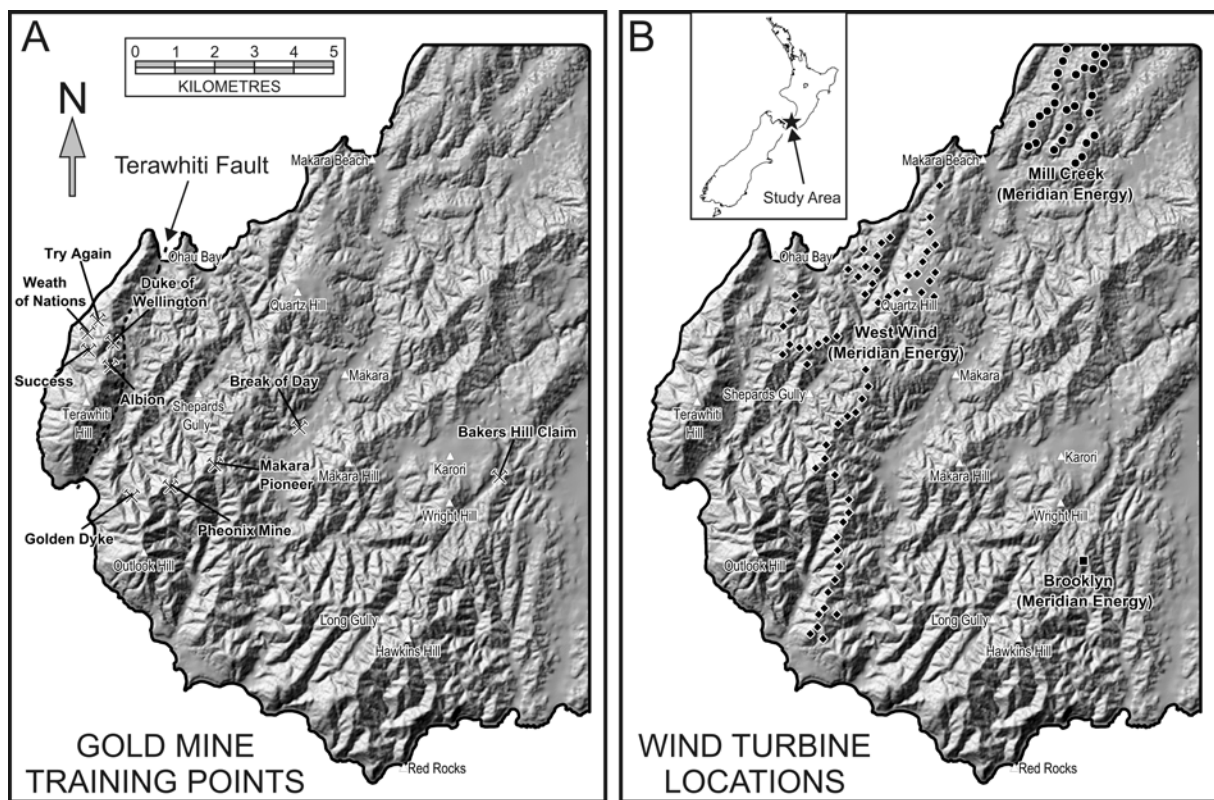 A
0 1 2 3 4 5
KILOMETRES
N
Terawhiti Fault
Makara Beach
Try Again
Ohau Bay
Weath
of Nations
Duke of
Wellington
Quartz Hill
Success
Albion
Break of Day
Makara
Terawhiti
Hill
Shepards
Gully
Bakers Hill Claim
Makara
Pioneer
Makara Hill
Karori
Golden Dyke
Pheonix Mine
Wright Hill
Outlook Hill
Long Gully
Hawkins Hill
GOLD MINE
TRAINING POINTS
Red Rocks
B
Study Area
Makara Beach
Mill Creek
(Meridian Energy)
Ohau Bay
Quartz Hill
West Wind
(Meridian Energy)
Makara
Shepards Gully
Terawhiti
Hill
Makara Hill
Karori
Wright Hill
Outlook Hill
Brooklyn
(Meridian Energy)
Long Gully
Hawkins Hill
WIND TURBINE
LOCATIONS
Red Rocks